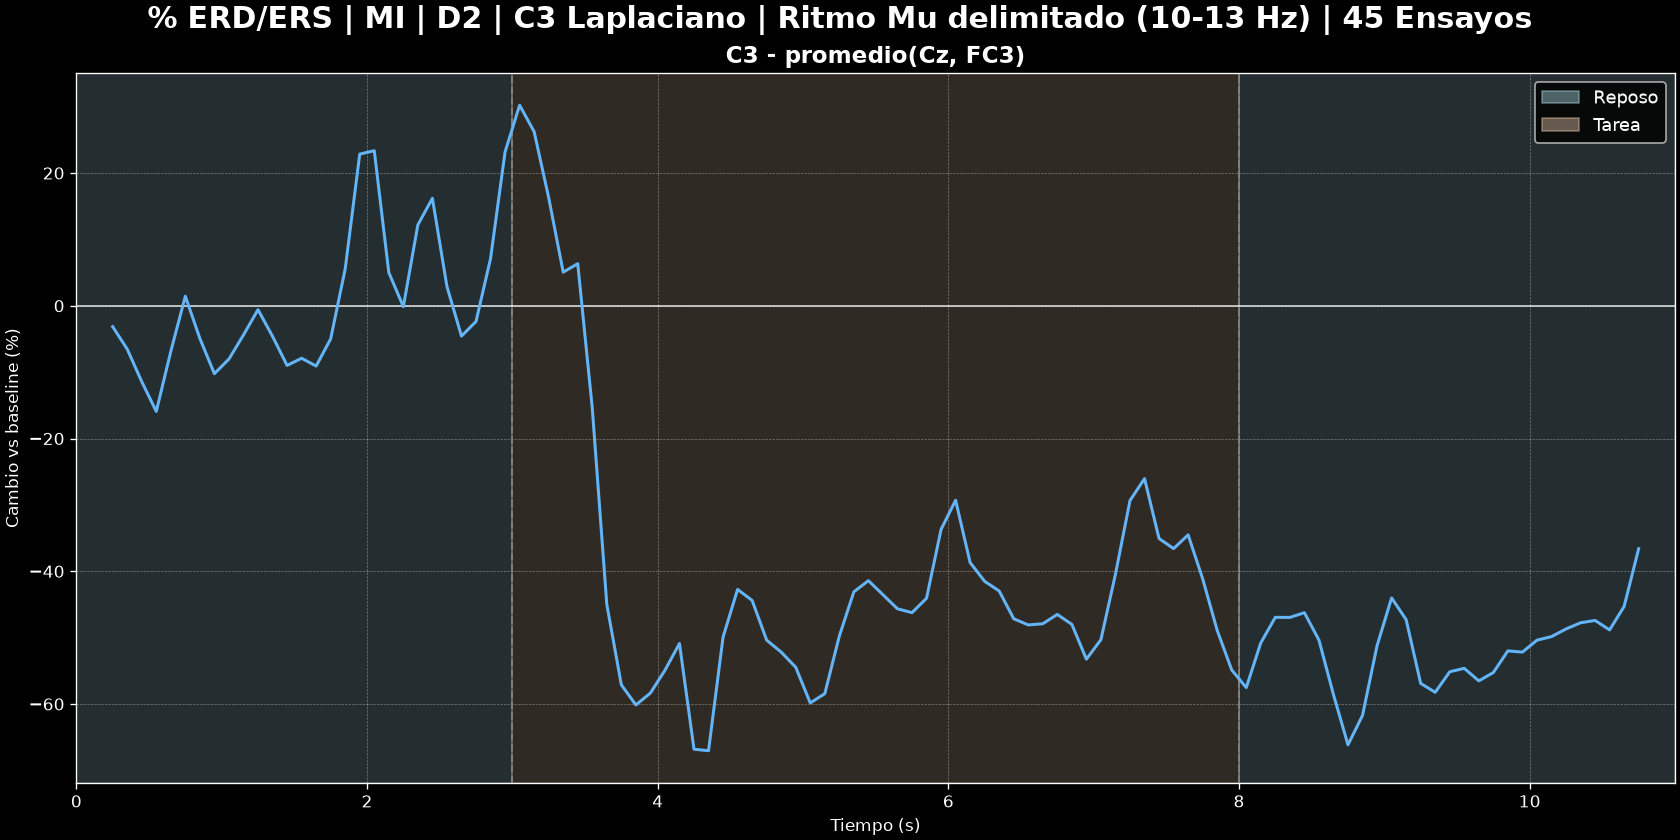 % ERD/ERS | MI | D2 | C3 Laplaciano | Ritmo Mu delimitado (10-13 Hz) | 45 Ensayos
C3 - promedio(Cz, FC3)
Reposo
Tarea
Cambio vs baseline (%)
20
0
−20
−40
−60
0
2
4
6
8
10
Tiempo (s)